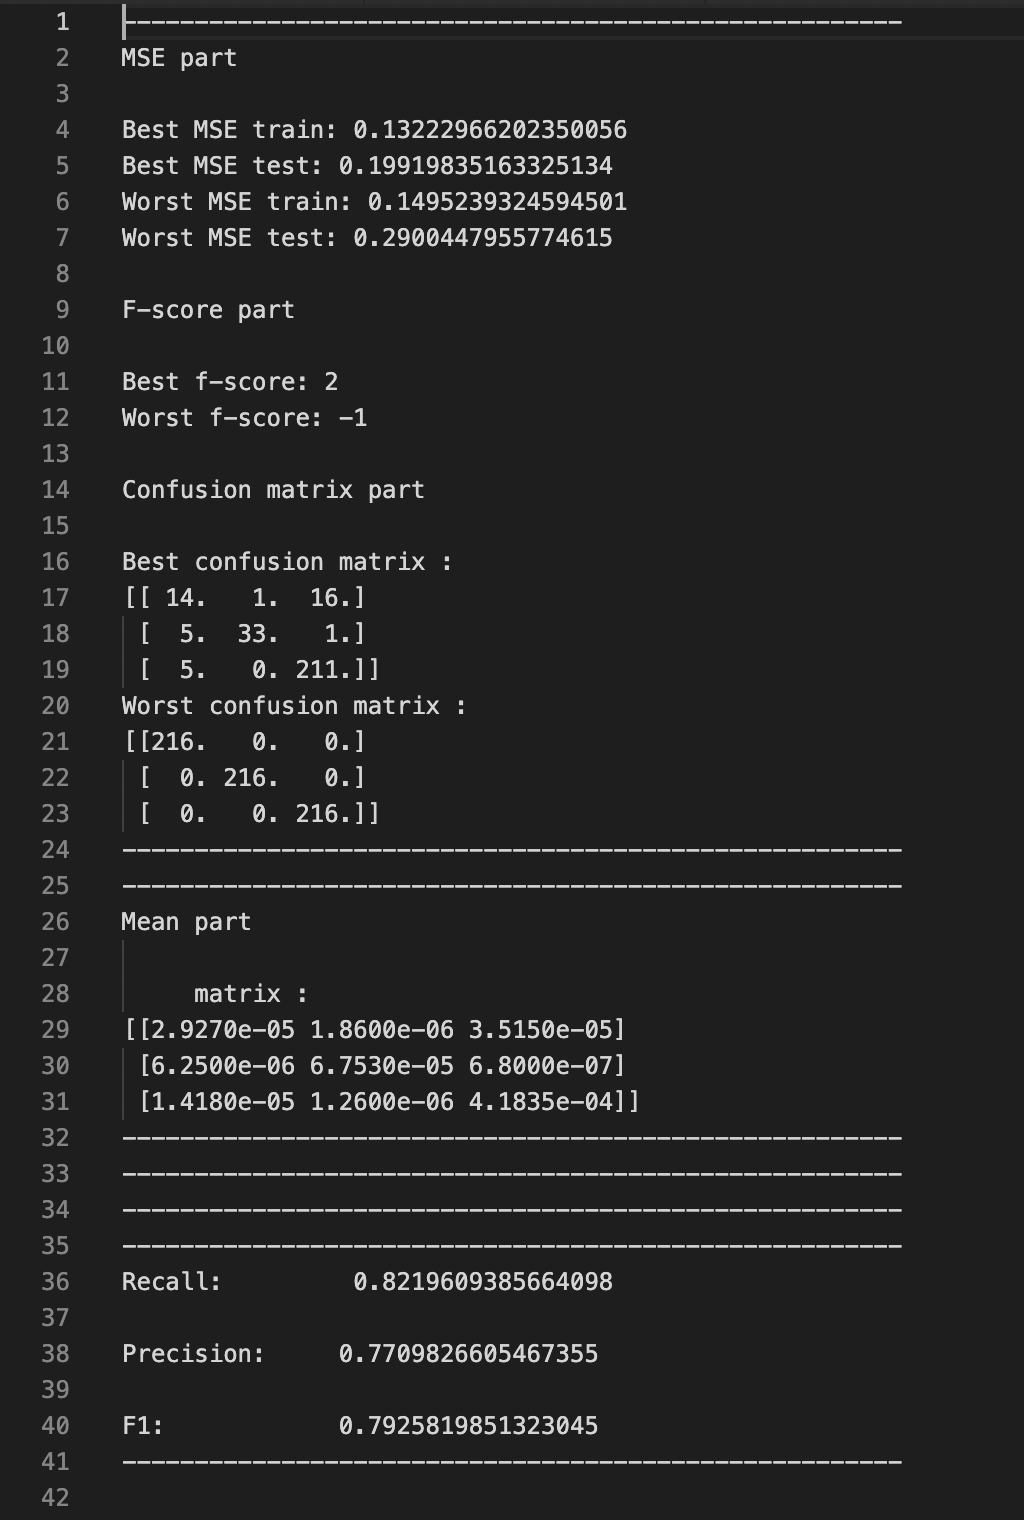 1 ------------------------------------------------------
2 MSE part
3
4 Best MSE train: 0.13222966202350056
5 Best MSE test: 0.19919835163325134
6 Worst MSE train: 0.1495239324594501
7 Worst MSE test: 0.2900447955774615
8
9 F-score part
10
11 Best f-score: 2
12 Worst f-score: -1
13
14 Confusion matrix part
15
16 Best confusion matrix :
17 [[ 14.   1.  16.]
18  [  5.  33.   1.]
19  [  5.   0. 211.]]
20 Worst confusion matrix :
21 [[216.   0.   0.]
22  [  0. 216.   0.]
23  [  0.   0. 216.]]
24 ------------------------------------------------------
25 ------------------------------------------------------
26 Mean part
27
28      matrix :
29 [[2.9270e-05 1.8600e-06 3.5150e-05]
30  [6.2500e-06 6.7530e-05 6.8000e-07]
31  [1.4180e-05 1.2600e-06 4.1835e-04]]
32 ------------------------------------------------------
33 ------------------------------------------------------
34 ------------------------------------------------------
35 ------------------------------------------------------
36 Recall:         0.8219609385664098
37
38 Precision:     0.7709826605467355
39
40 F1:            0.7925819851323045
41 ------------------------------------------------------
42